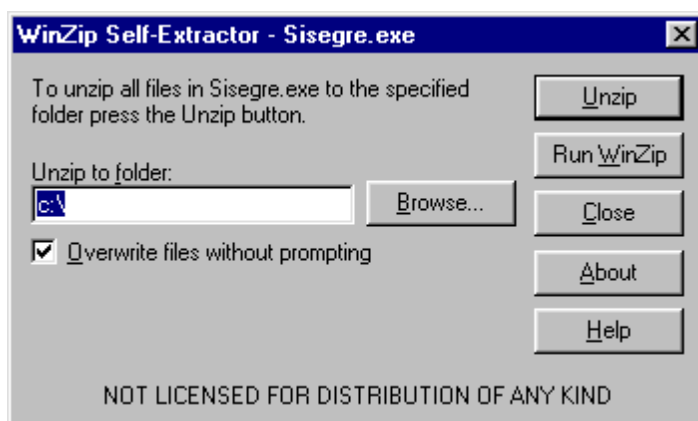 WinZip Self-Extractor - Sisegre.exe
To unzip all files in Sisegre.exe to the specified
folder press the Unzip button.
Unzip to folder:
c:\
Browse...
Overwrite files without prompting
Unzip
Run WinZip
Close
About
Help
NOT LICENSED FOR DISTRIBUTION OF ANY KIND